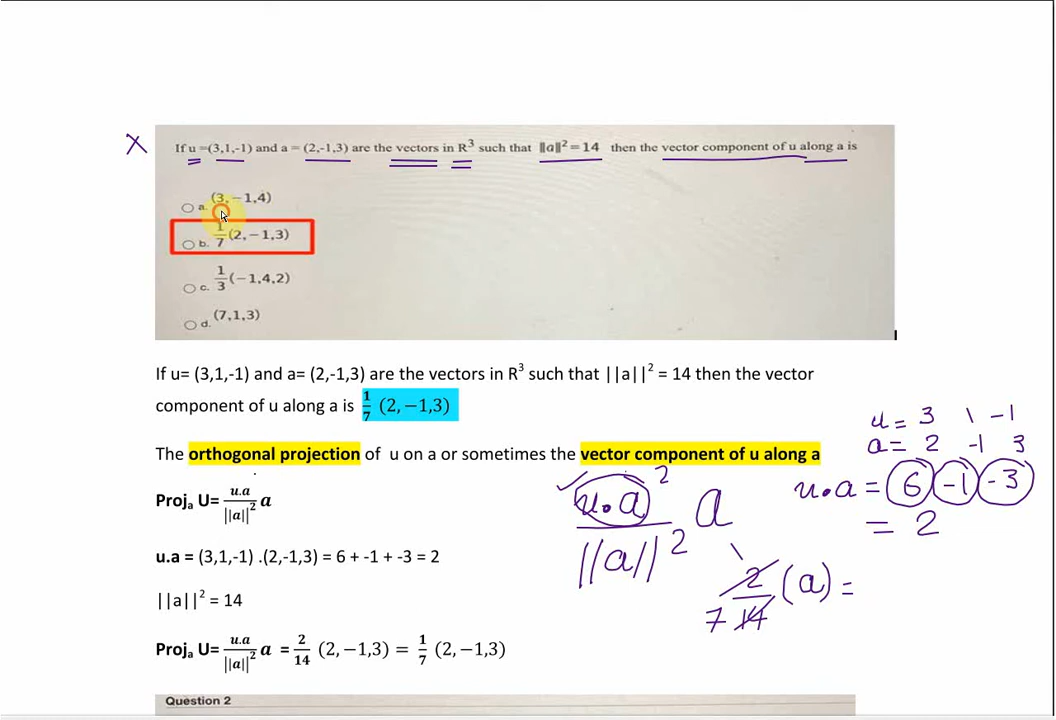 X If u =(3,1,-1) and a = (2,-1,3) are the vectors in R³ such that ||a||² = 14 then the vector component of u along a is
a. (3, -1,4)
b. 1/7 (2, -1,3)
c. 1/3 (-1,4,2)
d. (7,1,3)
If u= (3,1,-1) and a= (2,-1,3) are the vectors in R³ such that ||a||² = 14 then the vector
component of u along a is 1/7 (2, -1,3)
u = 3 1 -1
a = 2 -1 3
The orthogonal projection of u on a or sometimes the vector component of u along a
u.a = 6 -1 -3
= 2
Projₐ U= u.a/||a||² a
u.a 2 / ||a||² a
u.a = (3,1,-1) .(2,-1,3) = 6 + -1 + -3 = 2
1
2/14 (a) =
7
||a||² = 14
Projₐ U= u.a/||a||² a = 2/14 (2, -1,3) = 1/7 (2, -1,3)
Question 2